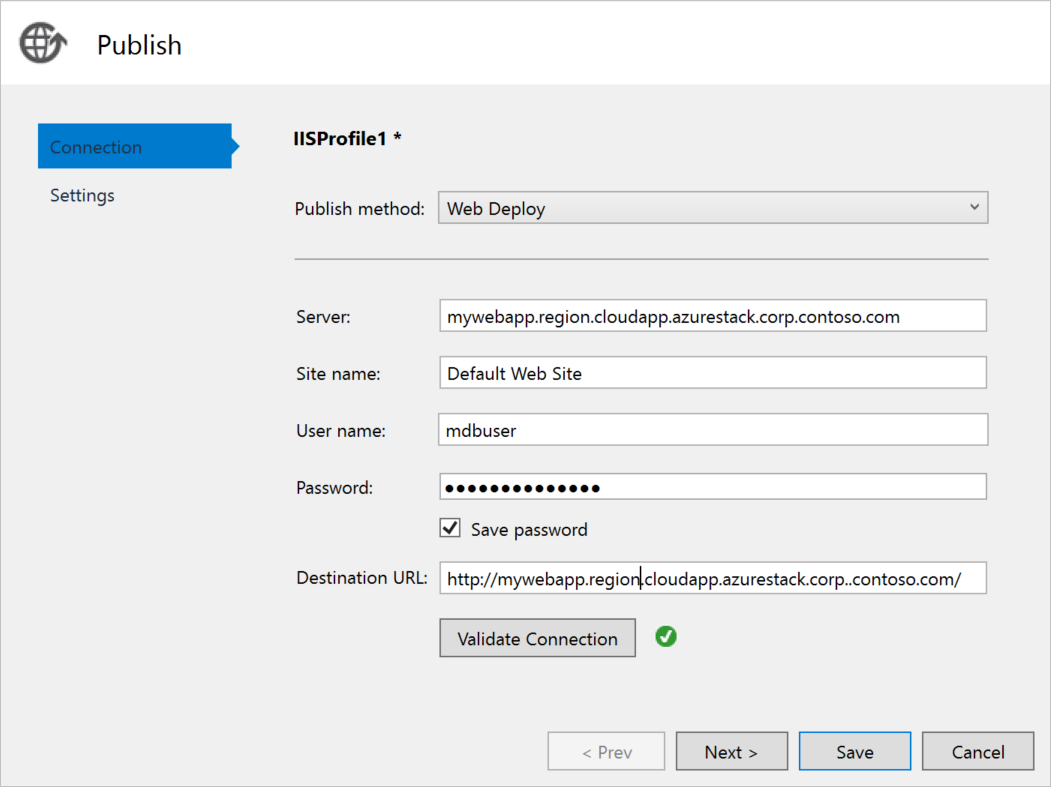 Publish
Connection
Settings
IISProfile1 *
Publish method: Web Deploy
Server: mywebapp.region.cloudapp.azurestack.corp.contoso.com
Site name: Default Web Site
User name: mdbuser
Password: ●●●●●●●●●●●●●●
Save password
Destination URL: http://mywebapp.region.cloudapp.azurestack.corp..contoso.com/
Validate Connection
< Prev Next > Save Cancel